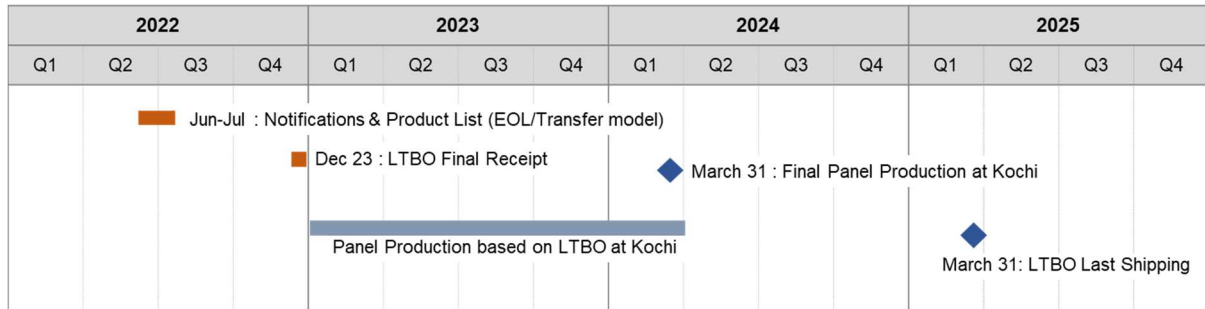 2022 2023 2024 2025
Q1 Q2 Q3 Q4 Q1 Q2 Q3 Q4 Q1 Q2 Q3 Q4 Q1 Q2 Q3 Q4
Jun-Jul : Notifications & Product List (EOL/Transfer model)
Dec 23 : LTBO Final Receipt
March 31 : Final Panel Production at Kochi
Panel Production based on LTBO at Kochi
March 31: LTBO Last Shipping